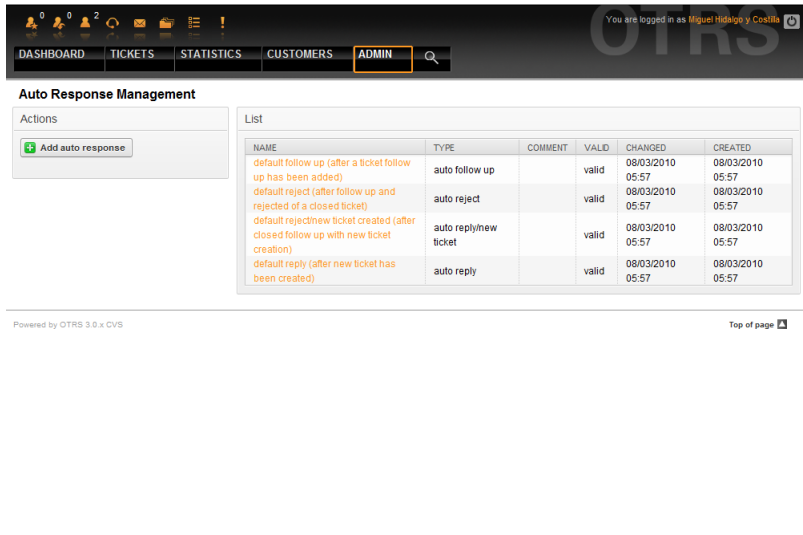 0 0 2
You are logged in as Miguel Hidalgo y Costilla
OTRS
DASHBOARD TICKETS STATISTICS CUSTOMERS ADMIN
Auto Response Management
Actions
Add auto response
List
NAME TYPE COMMENT VALID CHANGED CREATED
default follow up (after a ticket follow
up has been added)
auto follow up
valid
08/03/2010
05:57
08/03/2010
05:57
default reject (after follow up and
rejected of a closed ticket)
auto reject
valid
08/03/2010
05:57
08/03/2010
05:57
default reject/new ticket created (after
closed follow up with new ticket
creation)
auto reply/new
ticket
valid
08/03/2010
05:57
08/03/2010
05:57
default reply (after new ticket has
been created)
auto reply
valid
08/03/2010
05:57
08/03/2010
05:57
Powered by OTRS 3.0.x CVS
Top of page